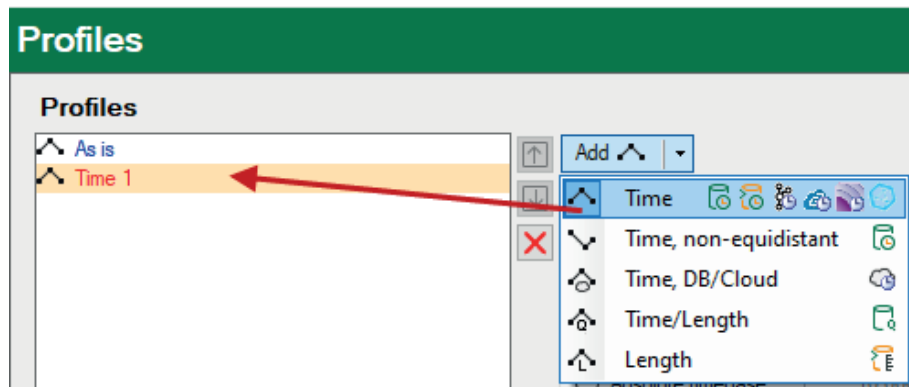 Profiles
Profiles
As is
Time 1
Add
Time
Time, non-equidistant
Time, DB/Cloud
Time/Length
Length